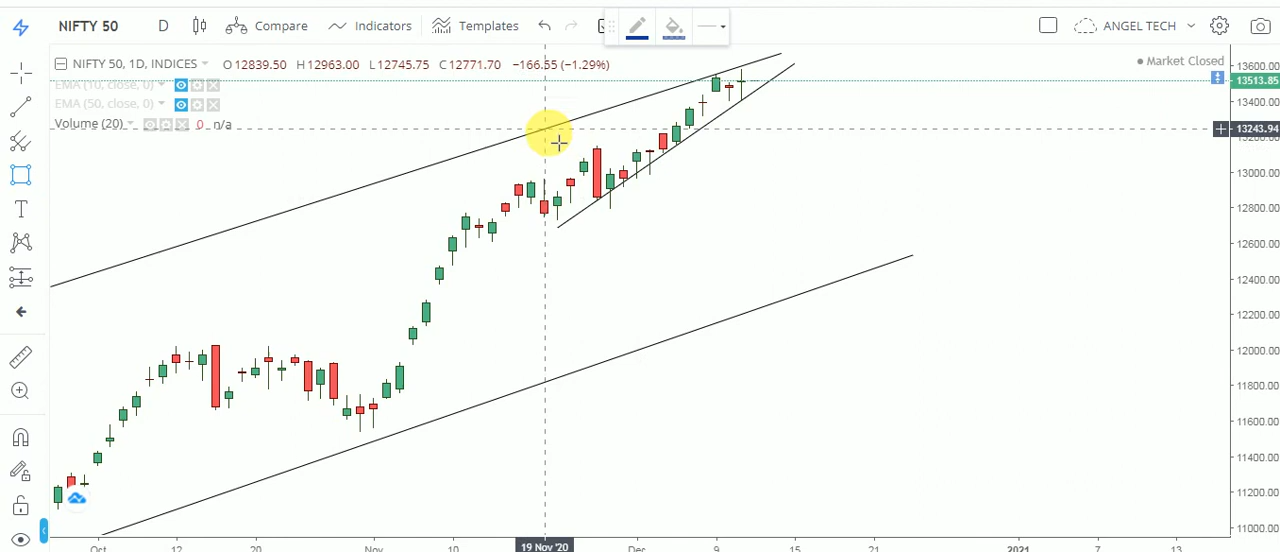 NIFTY 50 D Compare Indicators Templates ANGEL TECH
NIFTY 50, 1D, INDICES O 12839.50 H 12963.00 L 12745.75 C 12771.70 −166.55 (−1.29%)
Market Closed
EMA (10, close, 0)
EMA (50, close, 0)
Volume (20) 0 n/a
13600.00
13513.85
13400.00
13243.94
13200.00
13000.00
12800.00
12600.00
12400.00
12200.00
12000.00
11800.00
11600.00
11400.00
11200.00
11000.00
Oct 12 20 Nov 10 19 Nov '20 Dec 9 15 21 2021 7 13